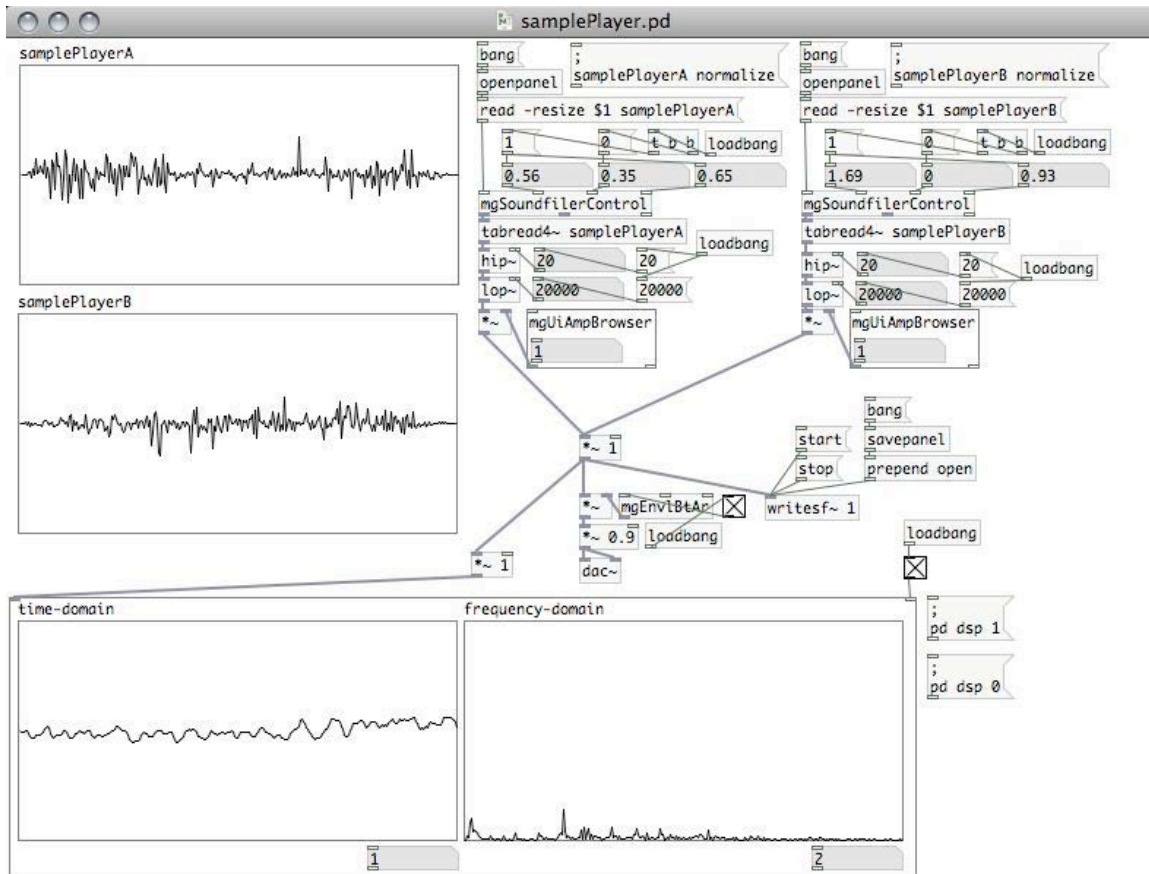 samplePlayer.pd
samplePlayerA
bang
;
samplePlayerA normalize
openpanel
read -resize $1 samplePlayerA
1
0
t b b
loadbang
0.56
0.35
0.65
mgSoundfilerControl
tabread4~ samplePlayerA
loadbang
hip~
20
20
lop~
20000
20000
*~
mgUiAmpBrowser
1
bang
;
samplePlayerB normalize
openpanel
read -resize $1 samplePlayerB
1
0
t b b
loadbang
1.69
0
0.93
mgSoundfilerControl
tabread4~ samplePlayerB
loadbang
hip~
20
20
lop~
20000
20000
*~
mgUiAmpBrowser
1
samplePlayerB
*~ 1
start
stop
bang
savepanel
prepend open
writesf~ 1
*~
mgEnvlBtAr
*~ 0.9
loadbang
dac~
*~ 1
loadbang
;
pd dsp 1
;
pd dsp 0
time-domain
1
frequency-domain
2